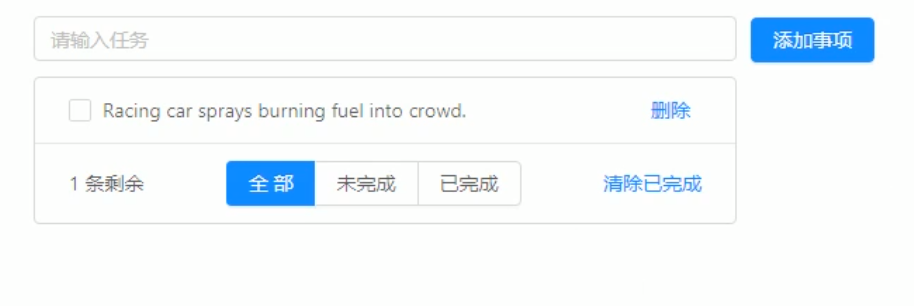 请输入任务
添加事项
Racing car sprays burning fuel into crowd.
删除
1 条剩余
全 部
未完成
已完成
清除已完成